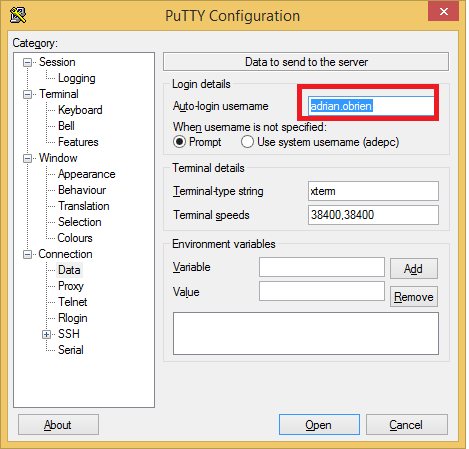 PuTTY Configuration
Category:
Session
Logging
Terminal
Keyboard
Bell
Features
Window
Appearance
Behaviour
Translation
Selection
Colours
Connection
Data
Proxy
Telnet
Rlogin
SSH
Serial
Data to send to the server
Login details
Auto-login username adrian.obrien
When username is not specified:
Prompt Use system username (adepc)
Terminal details
Terminal-type string xterm
Terminal speeds 38400,38400
Environment variables
Variable Add
Value Remove
About Open Cancel